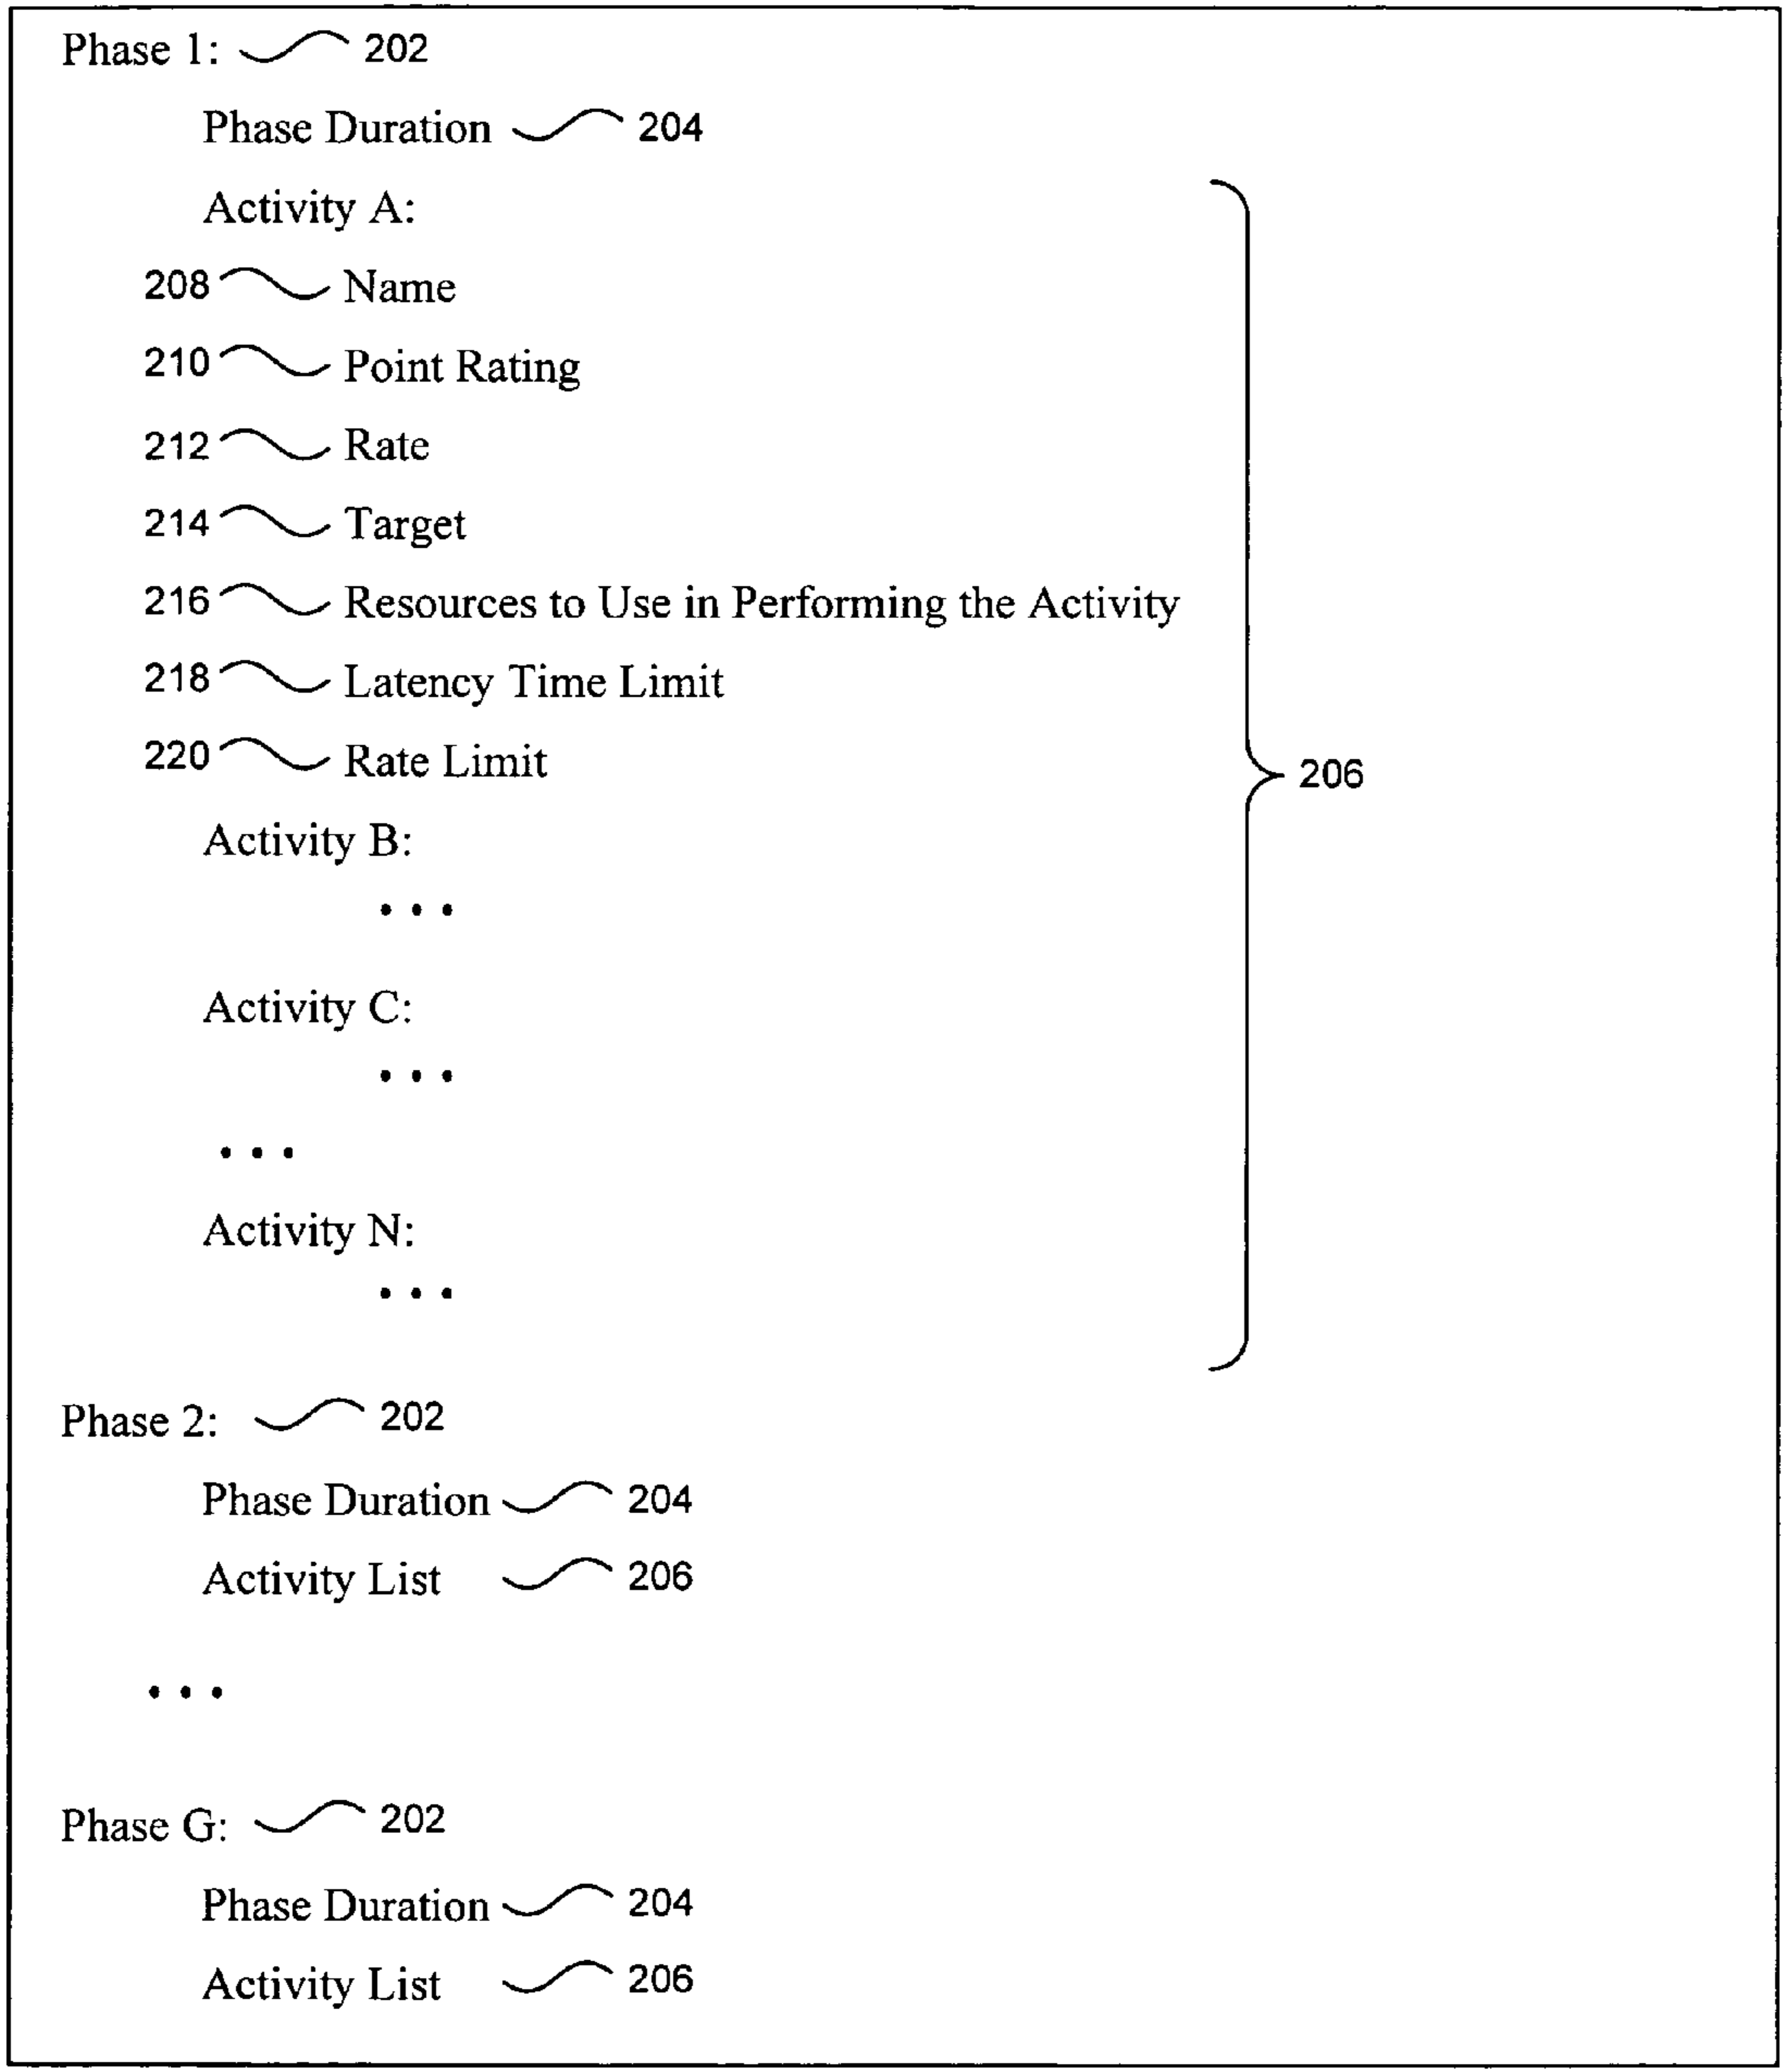 Phase 1: 202
Phase Duration 204
Activity A:
208 Name
210 Point Rating
212 Rate
214 Target
216 Resources to Use in Performing the Activity
218 Latency Time Limit
220 Rate Limit
206
Activity B:
• • •
Activity C:
• • •
• • •
Activity N:
• • •
Phase 2: 202
Phase Duration 204
Activity List 206
• • •
Phase G: 202
Phase Duration 204
Activity List 206